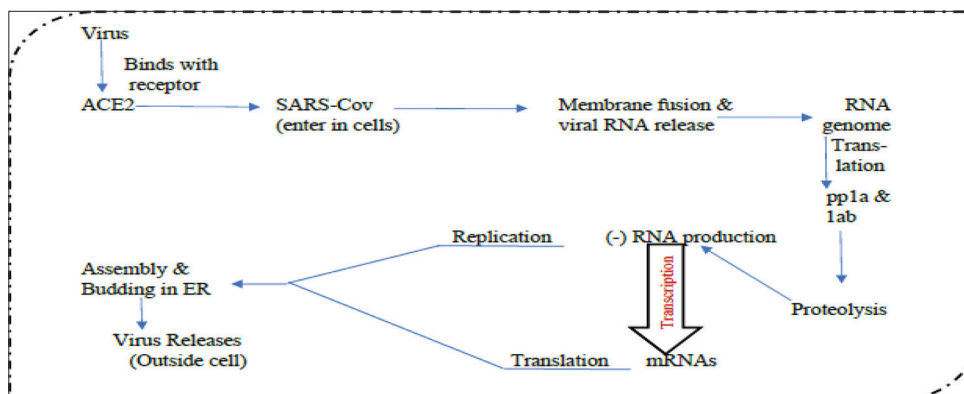 Virus
Binds with
receptor
ACE2
SARS-Cov
(enter in cells)
Membrane fusion &
viral RNA release
RNA
genome
Trans-
lation
pp1a &
1ab
Proteolysis
(-) RNA production
Transcription
mRNAs
Replication
Translation
Assembly &
Budding in ER
Virus Releases
(Outside cell)